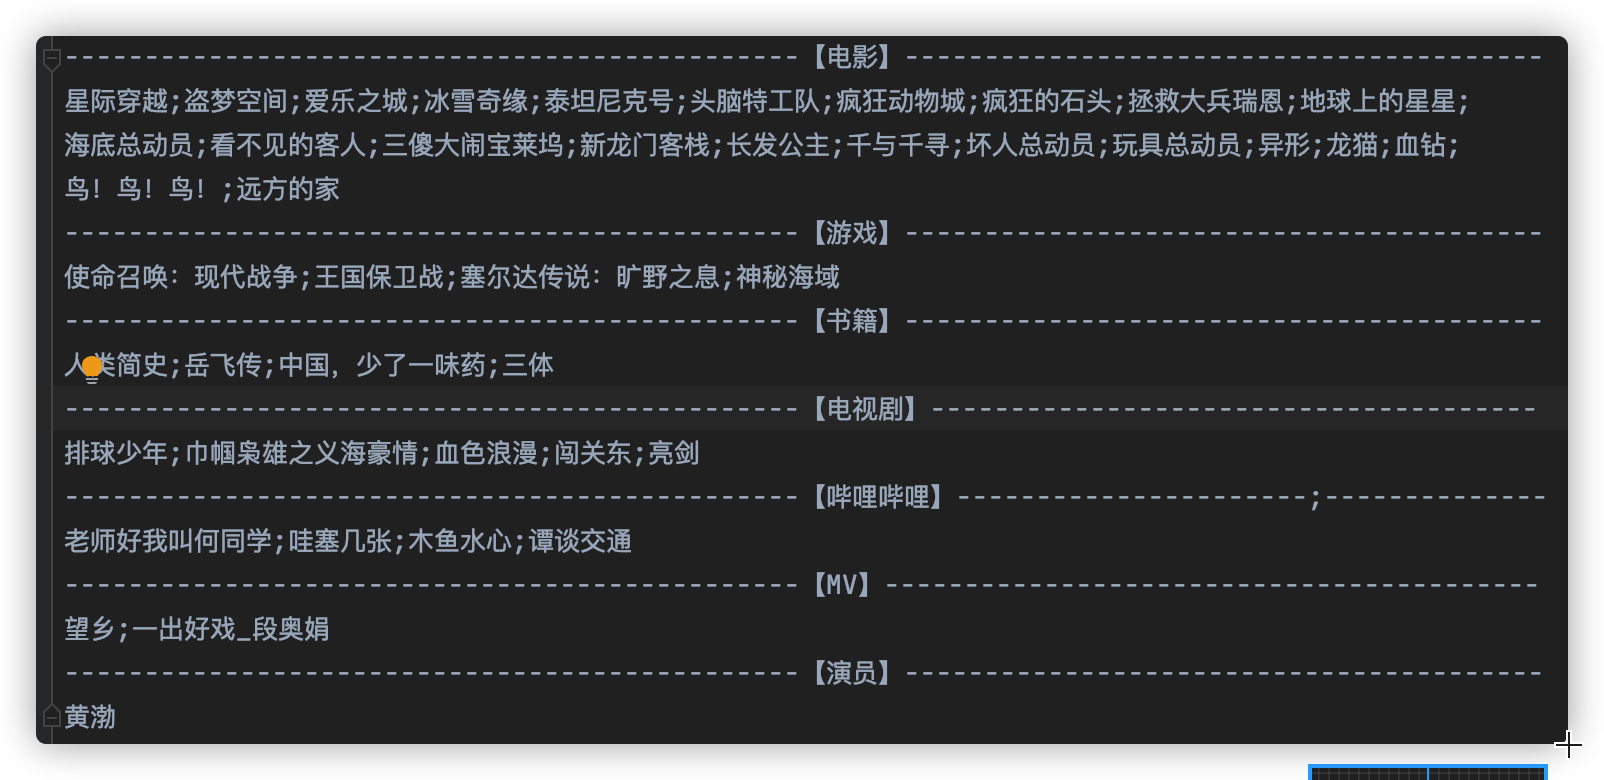 --------------------------------------------【电影】--------------------------------------
星际穿越;盗梦空间;爱乐之城;冰雪奇缘;泰坦尼克号;头脑特工队;疯狂动物城;疯狂的石头;拯救大兵瑞恩;地球上的星星;
海底总动员;看不见的客人;三傻大闹宝莱坞;新龙门客栈;长发公主;千与千寻;坏人总动员;玩具总动员;异形;龙猫;血钻;
鸟！鸟！鸟！;远方的家
--------------------------------------------【游戏】--------------------------------------
使命召唤：现代战争;王国保卫战;塞尔达传说：旷野之息;神秘海域
--------------------------------------------【书籍】--------------------------------------
人类简史;岳飞传;中国，少了一味药;三体
--------------------------------------------【电视剧】------------------------------------
排球少年;巾帼枭雄之义海豪情;血色浪漫;闯关东;亮剑
--------------------------------------------【哔哩哔哩】---------------------;-------------
老师好我叫何同学;哇塞几张;木鱼水心;谭谈交通
--------------------------------------------【MV】---------------------------------------
望乡;一出好戏_段奥娟
--------------------------------------------【演员】--------------------------------------
黄渤